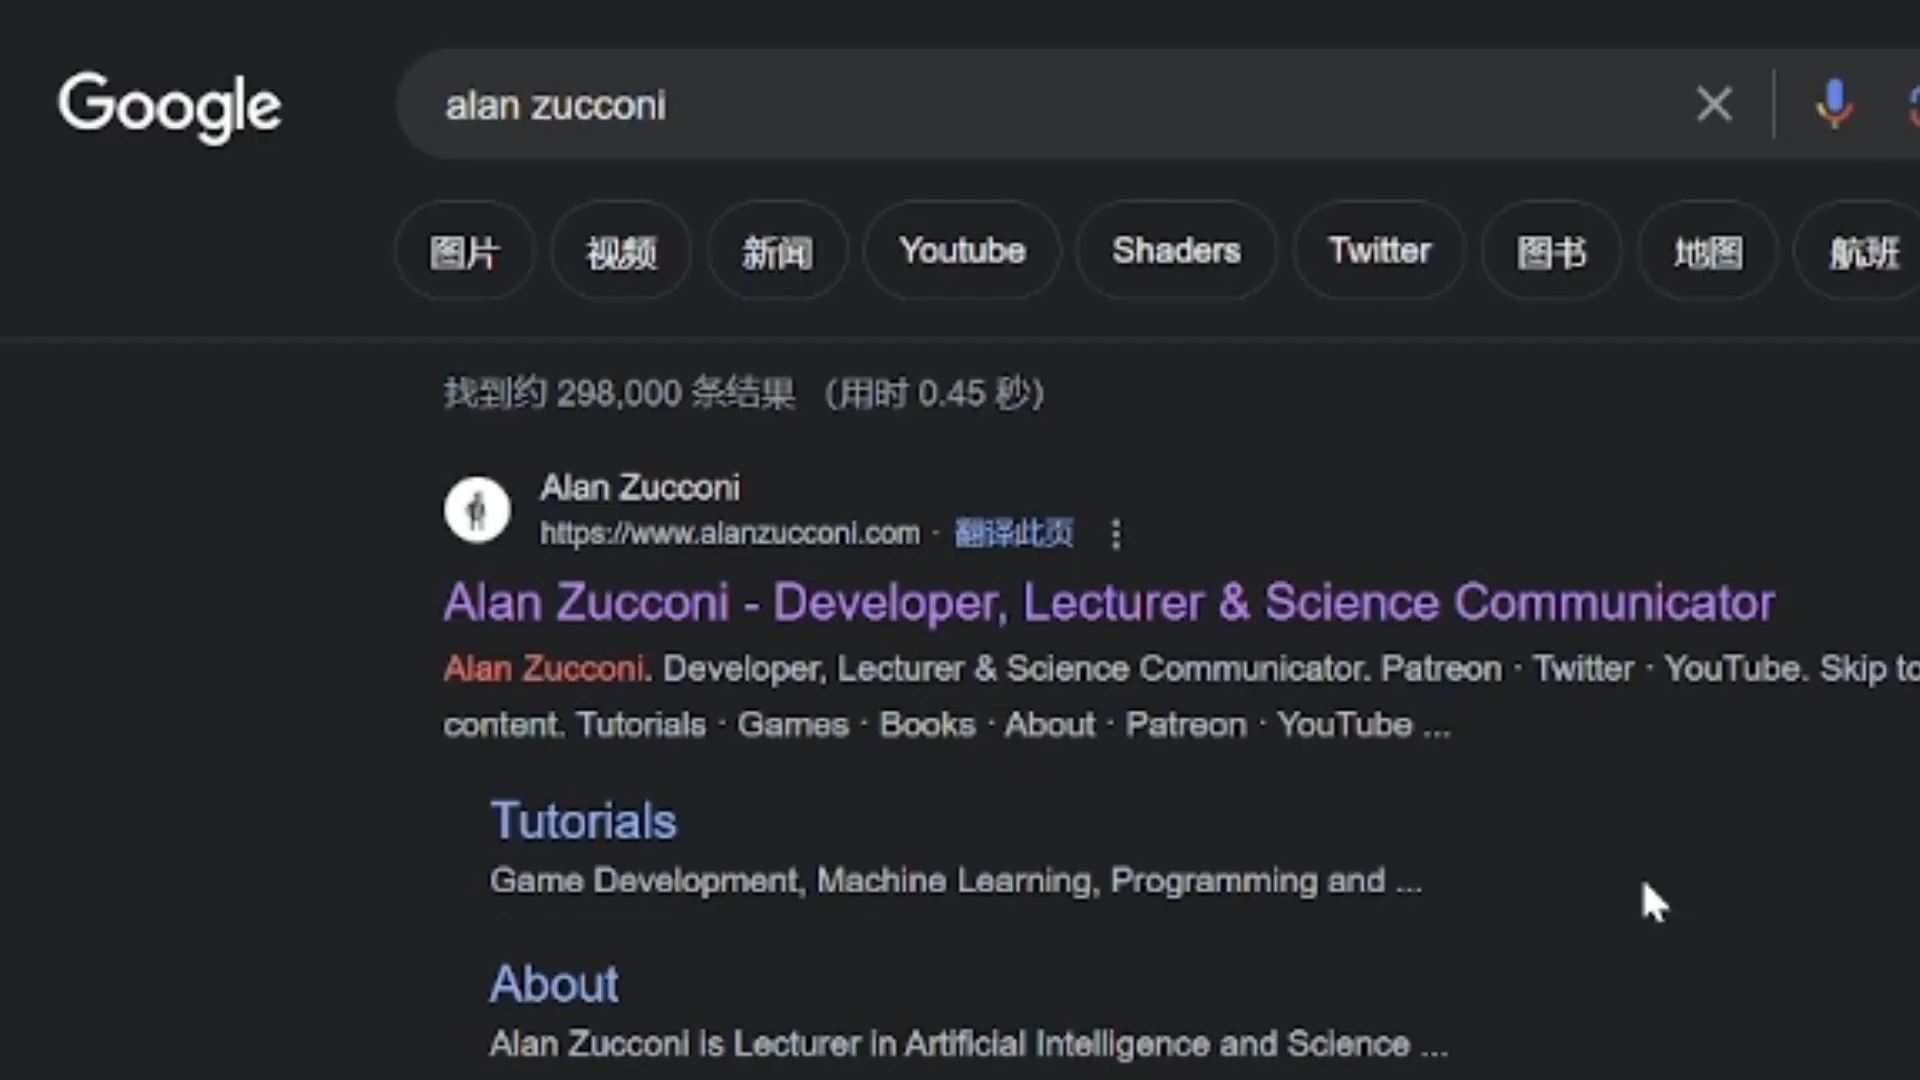 Google
alan zucconi
图片 视频 新闻 Youtube Shaders Twitter 图书 地图 航班
找到约 298,000 条结果 （用时 0.45 秒）
Alan Zucconi
https://www.alanzucconi.com · 翻译此页
Alan Zucconi - Developer, Lecturer & Science Communicator
Alan Zucconi. Developer, Lecturer & Science Communicator. Patreon · Twitter · YouTube. Skip to
content. Tutorials · Games · Books · About · Patreon · YouTube ...
Tutorials
Game Development, Machine Learning, Programming and ...
About
Alan Zucconi is Lecturer in Artificial Intelligence and Science ...